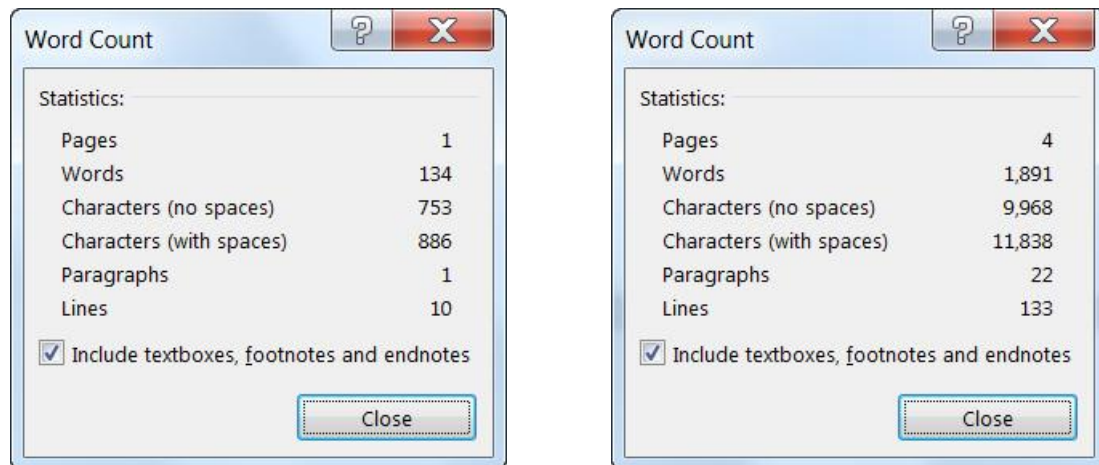 Word Count
Statistics:
Pages 1
Words 134
Characters (no spaces) 753
Characters (with spaces) 886
Paragraphs 1
Lines 10
Include textboxes, footnotes and endnotes
Close
Word Count
Statistics:
Pages 4
Words 1,891
Characters (no spaces) 9,968
Characters (with spaces) 11,838
Paragraphs 22
Lines 133
Include textboxes, footnotes and endnotes
Close